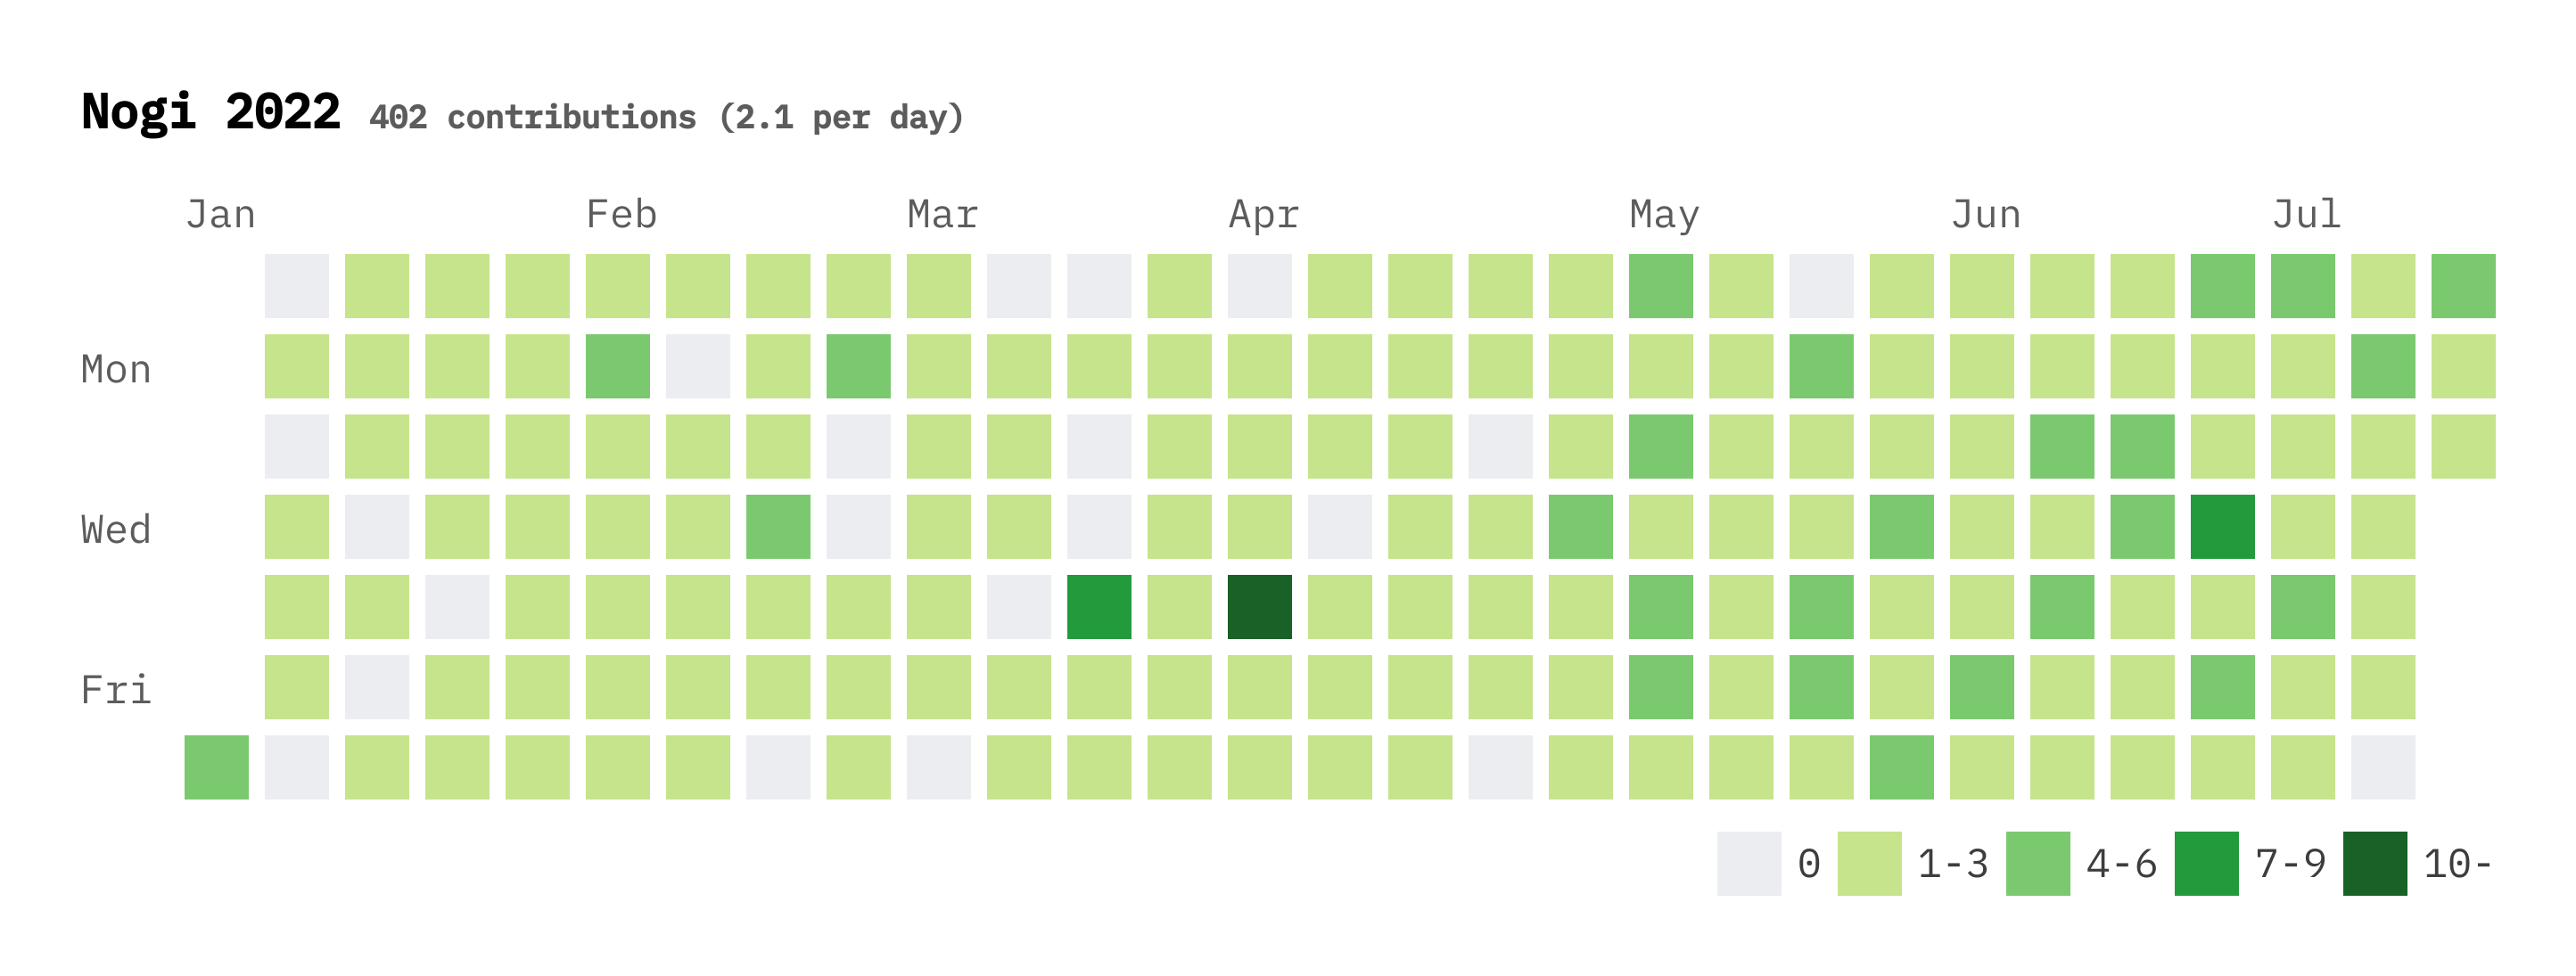 Nogi 2022 402 contributions (2.1 per day)
Jan Feb Mar Apr May Jun Jul
Mon
Wed
Fri
0 1-3 4-6 7-9 10-